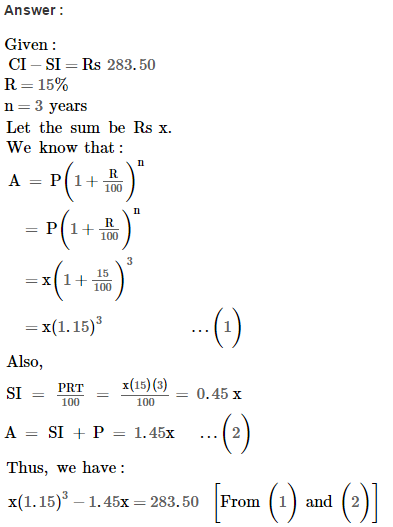 Answer :
Given :
CI − SI = Rs 283.50
R = 15%
n = 3 years
Let the sum be Rs x.
We know that :
A = P(1 + R/100)^n
= P(1 + R/100)^n
= x(1 + 15/100)^3
= x(1.15)^3 ...(1)
Also,
SI = PRT/100 = x(15)(3)/100 = 0.45 x
A = SI + P = 1.45x ...(2)
Thus, we have :
x(1.15)^3 − 1.45x = 283.50 [From (1) and (2)]